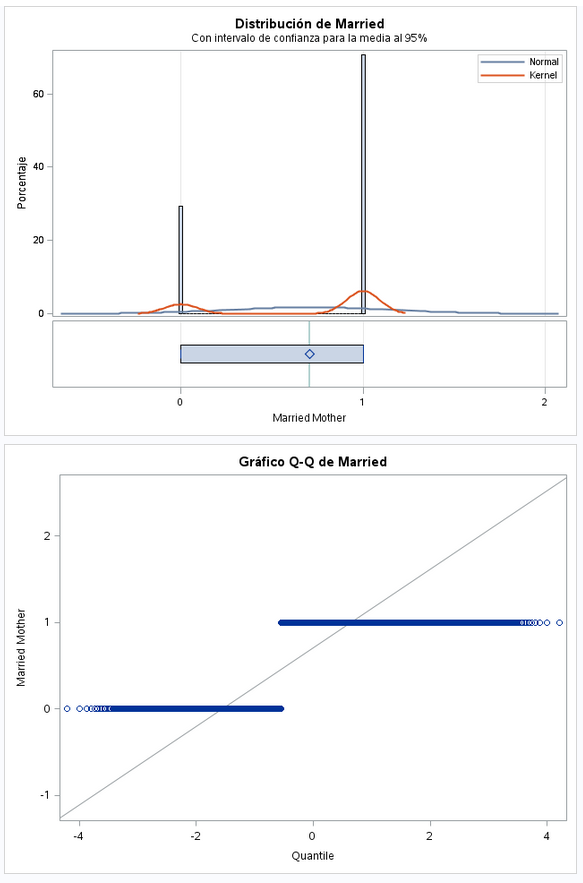 Distribución de Married
Con intervalo de confianza para la media al 95%
Normal
Kernel
60
40
20
0
Porcentaje
0 1 2
Married Mother
Gráfico Q-Q de Married
2
1
0
-1
Married Mother
-4 -2 0 2 4
Quantile